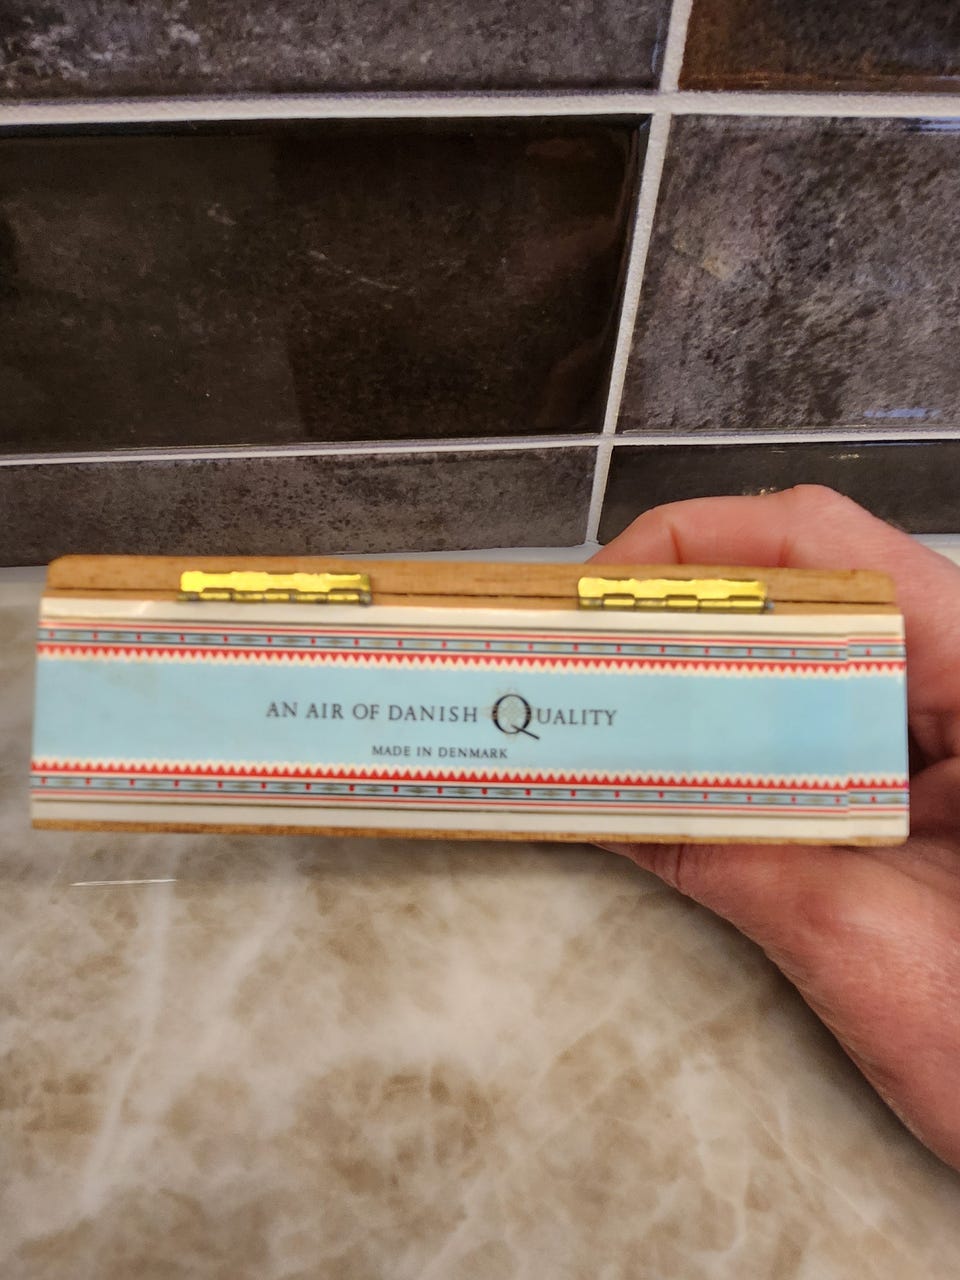 AN AIR OF DANISH QUALITY
MADE IN DENMARK